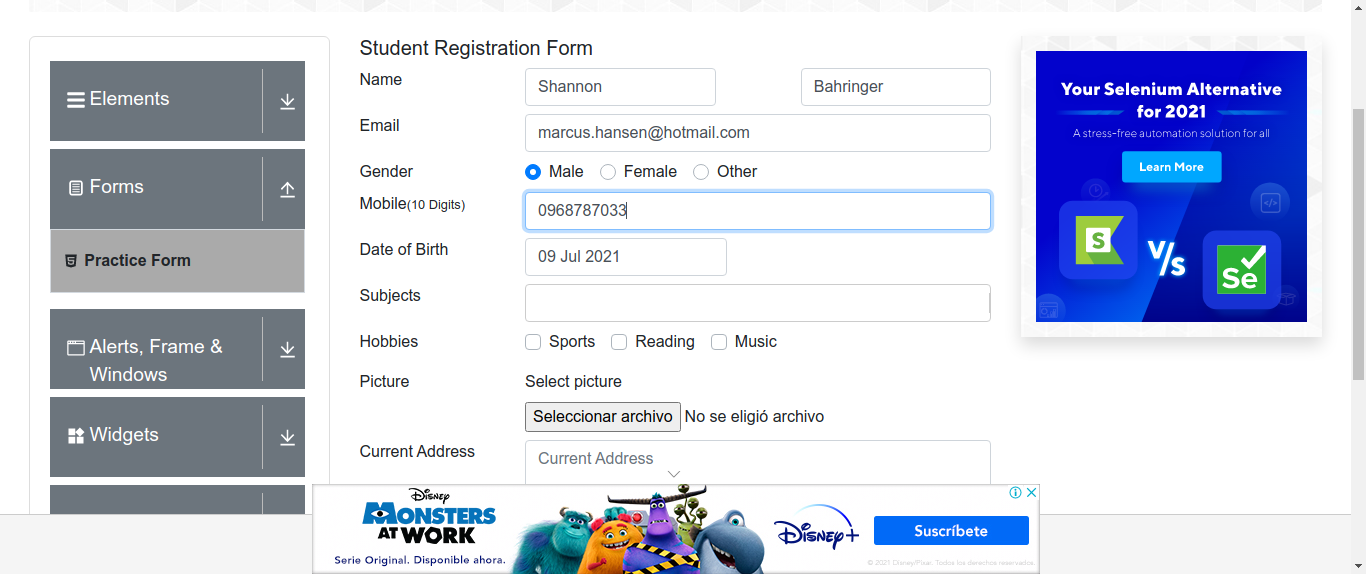 Elements
Forms
Practice Form
Alerts, Frame &
Windows
Widgets
Student Registration Form
Name
Shannon
Bahringer
Email
marcus.hansen@hotmail.com
Gender
Male
Female
Other
Mobile(10 Digits)
0968787033
Date of Birth
09 Jul 2021
Subjects
Hobbies
Sports
Reading
Music
Picture
Select picture
Seleccionar archivo No se eligió archivo
Current Address
Current Address
Your Selenium Alternative
for 2021
A stress-free automation solution for all
Learn More
S
V/s
Se
Disney
MONSTERS
AT WORK
Serie Original. Disponible ahora.
Disney+
Suscríbete
© 2021 Disney/Pixar. Todos los derechos reservados.